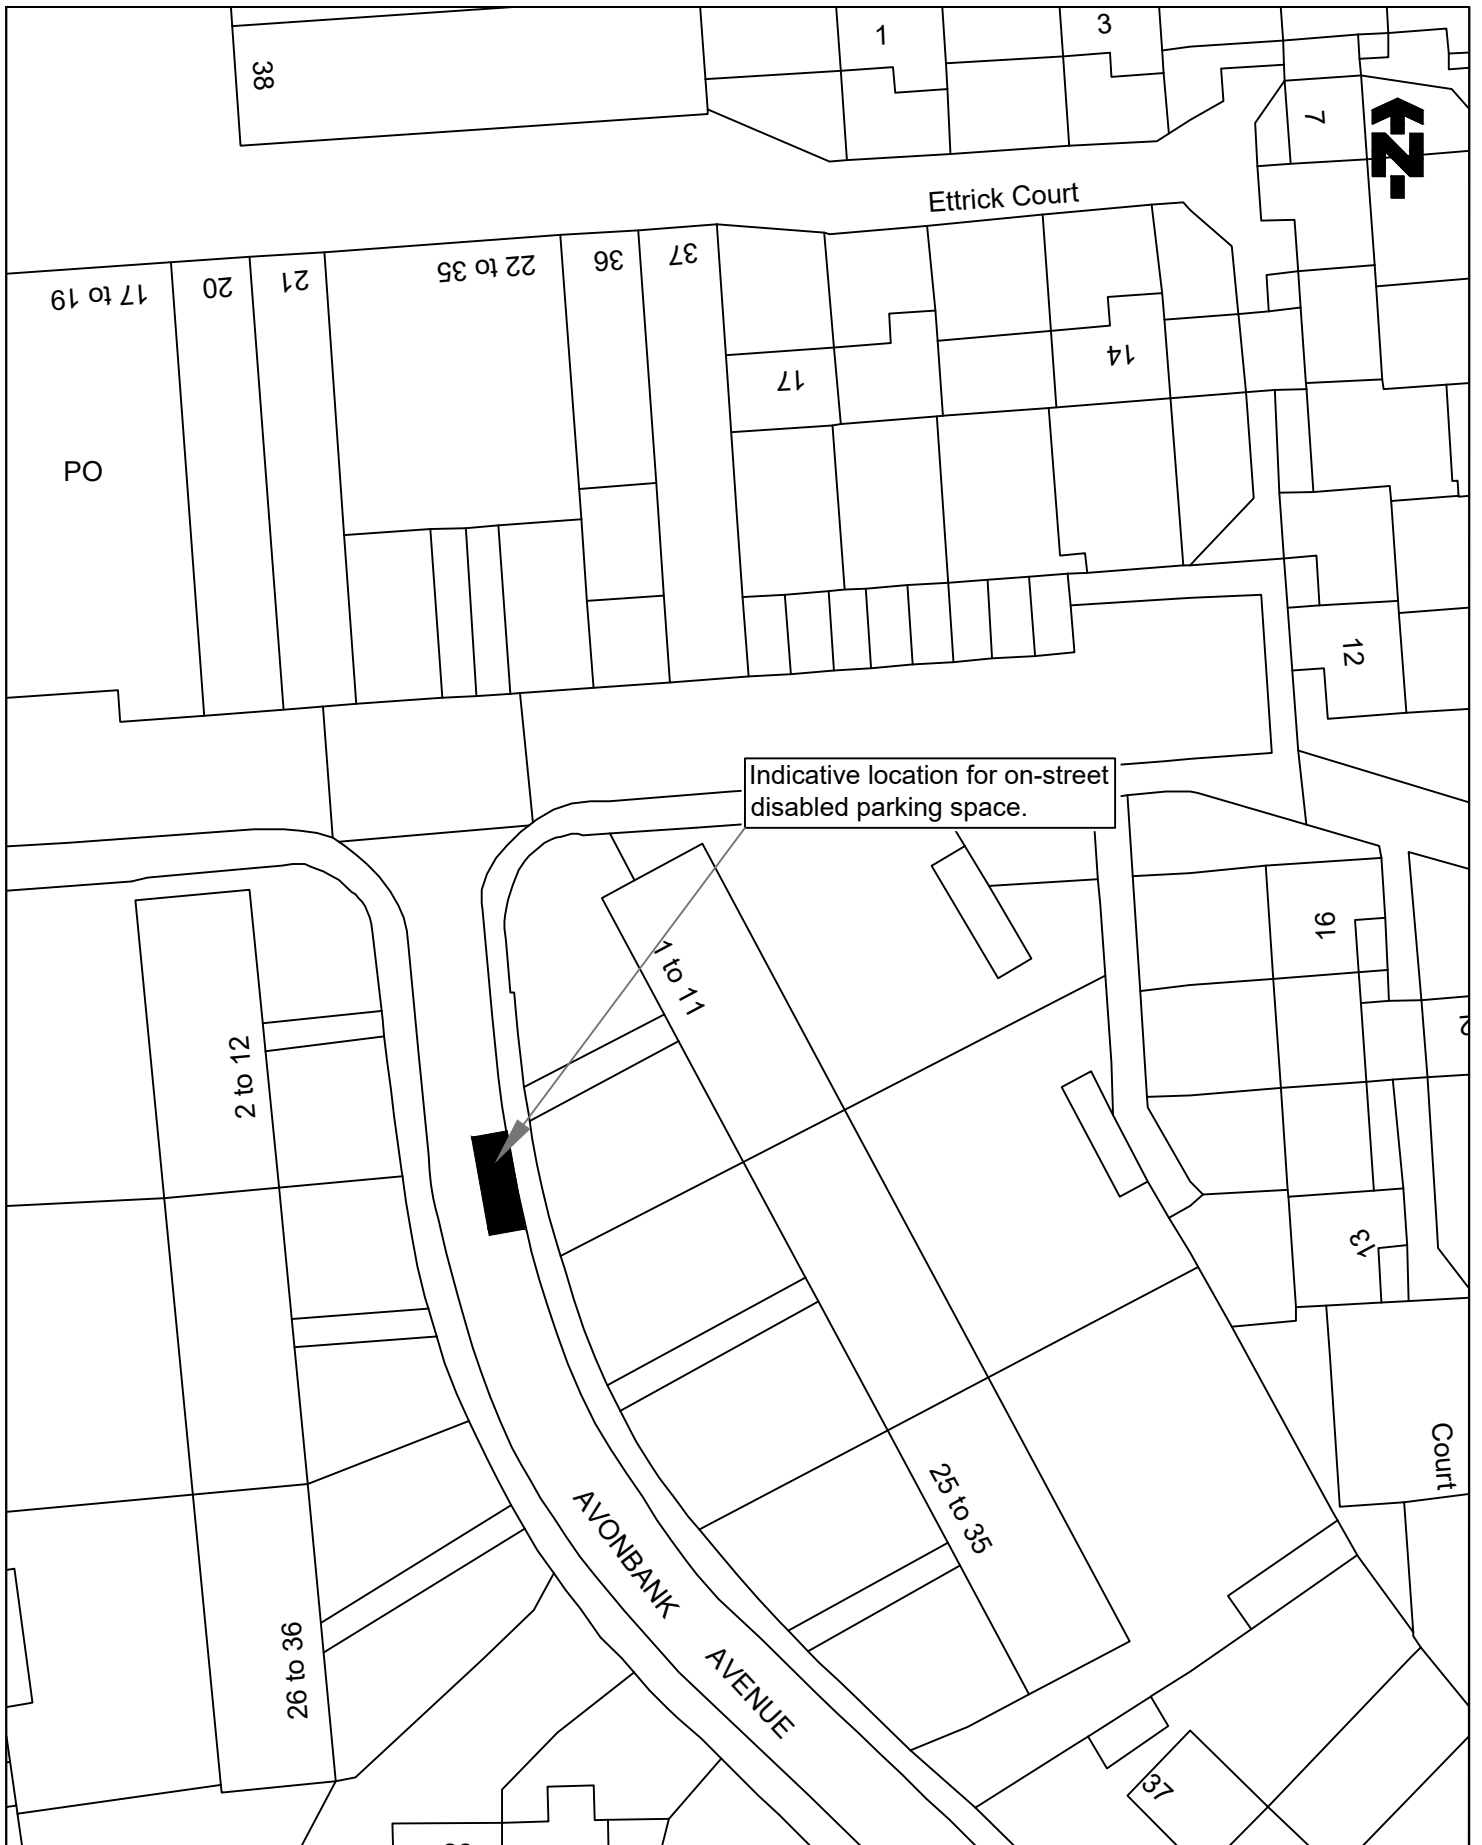 1
3
38
7
N
Ettrick Court
17 to 19
20
21
22 to 35
36
37
17
14
PO
12
Indicative location for on-street
disabled parking space.
16
1 to 11
2 to 12
13
Court
25 to 35
AVONBANK
AVENUE
26 to 36
37